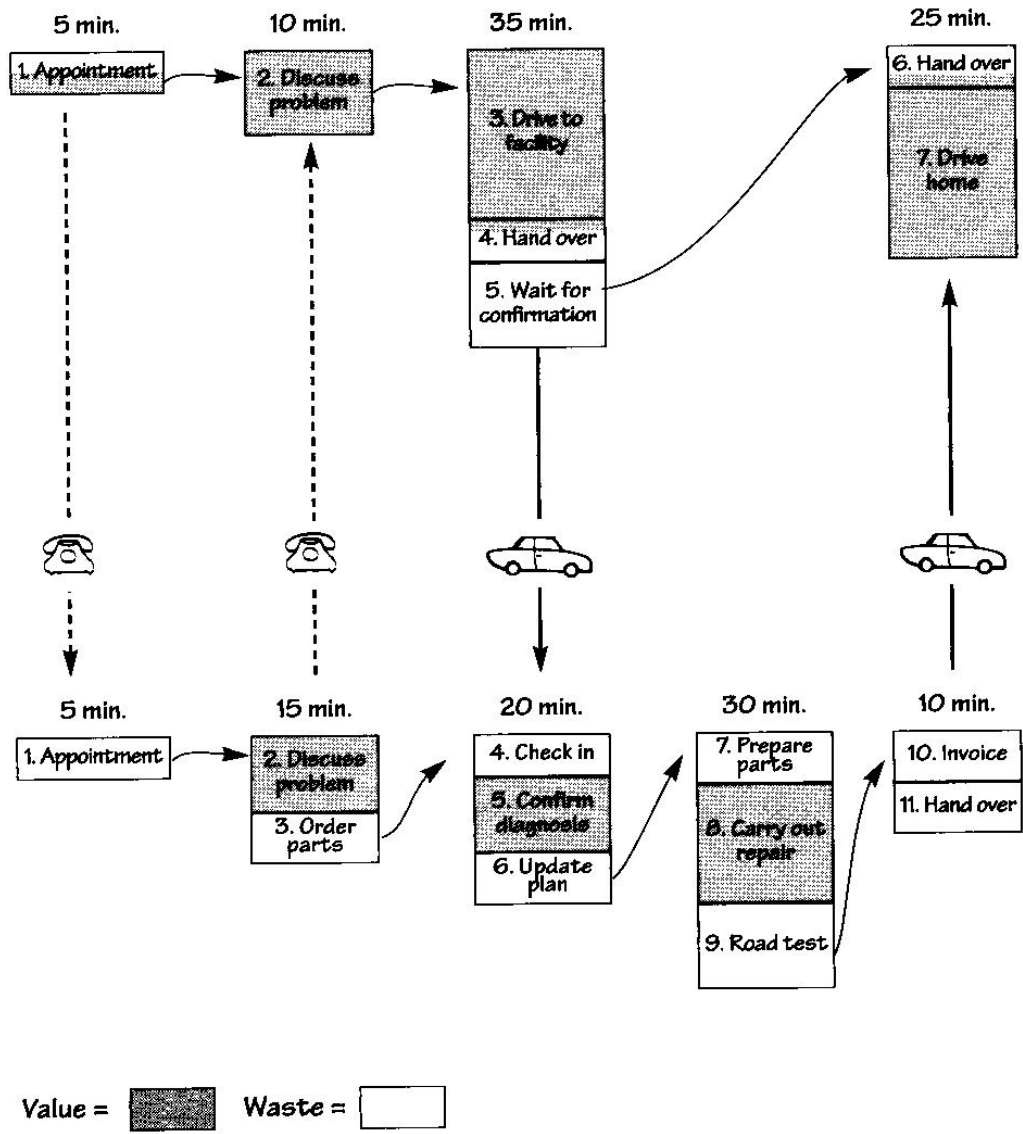 5 min.
10 min.
35 min.
25 min.
1. Appointment
2. Discuss
problem
3. Drive to
facility
4. Hand over
5. Wait for
confirmation
6. Hand over
7. Drive
home
5 min.
15 min.
20 min.
30 min.
10 min.
1. Appointment
2. Discuss
problem
3. Order
parts
4. Check in
5. Confirm
diagnosis
6. Update
plan
7. Prepare
parts
8. Carry out
repair
9. Road test
10. Invoice
11. Hand over
Value =
Waste =